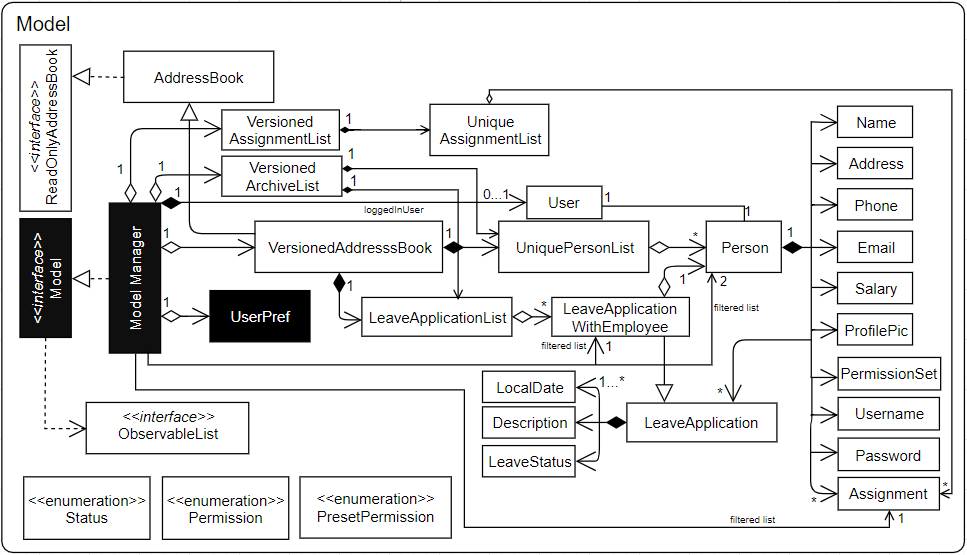 Model
<<interface>>
ReadOnlyAddressBook
AddressBook
Versioned
AssignmentList
1
Unique
AssignmentList
Versioned
ArchiveList
1
1
1
1
1
0...1
User
1
loggedInUser
<<interface>>
Model
Model Manager
1
VersionedAddresssBook
1
UniquePersonList
*
Person
1
1
Name
Address
Phone
Email
Salary
ProfilePic
PermissionSet
Username
Password
Assignment
*
*
1
UserPref
1
LeaveApplicationList
*
LeaveApplication
WithEmployee
1
2
filtered list
filtered list
1
LocalDate
1...*
Description
LeaveStatus
LeaveApplication
*
<<interface>>
ObservableList
<<enumeration>>
Status
<<enumeration>>
Permission
<<enumeration>>
PresetPermission
filtered list
1